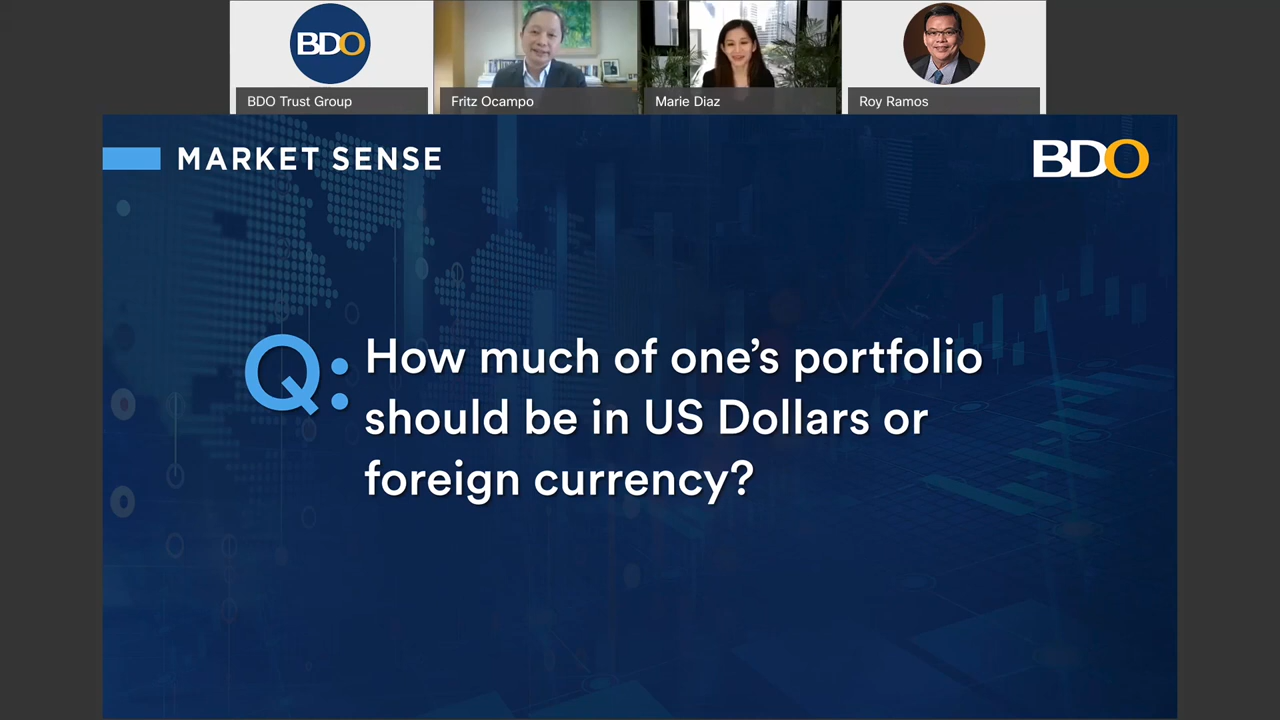 BDO
BDO Trust Group
Fritz Ocampo
Marie Diaz
Roy Ramos
MARKET SENSE
BDO
Q: How much of one's portfolio
should be in US Dollars or
foreign currency?